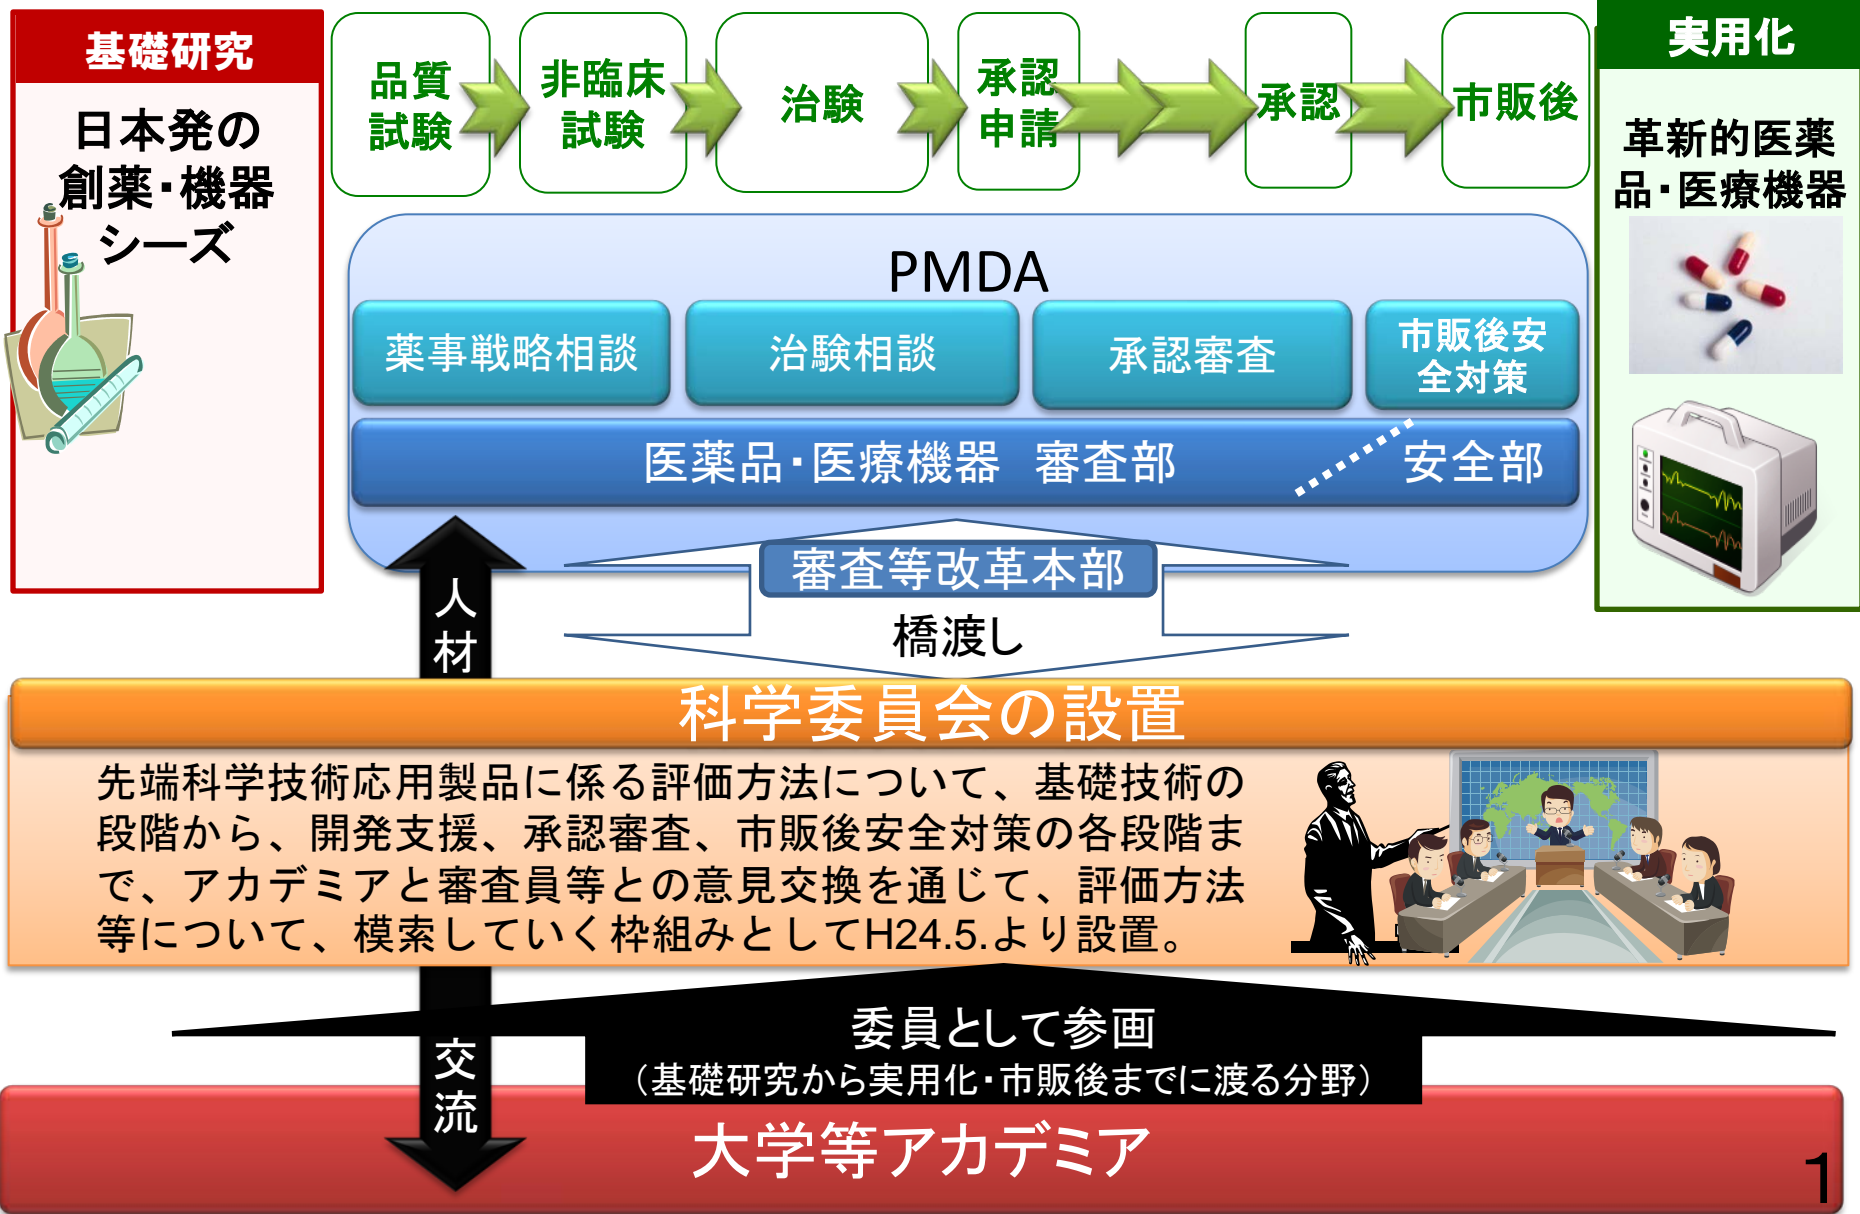 基礎研究
日本発の
創薬・機器
シーズ
品質
試験
非臨床
試験
治験
承認
申請
承認
市販後
実用化
革新的医薬
品・医療機器
PMDA
薬事戦略相談
治験相談
承認審査
市販後安
全対策
医薬品・医療機器　審査部
安全部
審査等改革本部
橋渡し
人
材
科学委員会の設置
先端科学技術応用製品に係る評価方法について、基礎技術の
段階から、開発支援、承認審査、市販後安全対策の各段階ま
で、アカデミアと審査員等との意見交換を通じて、評価方法
等について、模索していく枠組みとしてH24.5.より設置。
交
流
委員として参画
（基礎研究から実用化・市販後までに渡る分野）
大学等アカデミア
1